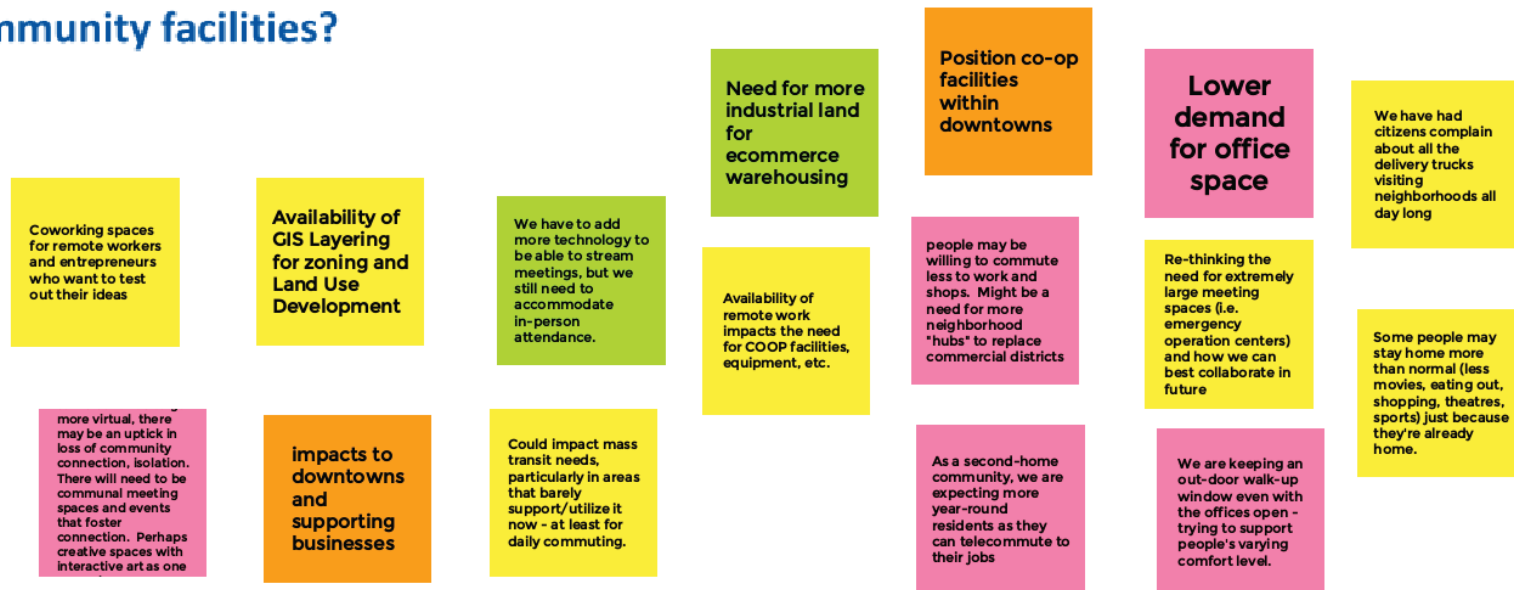 mmunity facilities?
Coworking spaces
for remote workers
and entrepreneurs
who want to test
out their ideas
Availability of
GIS Layering
for zoning and
Land Use
Development
We have to add
more technology to
be able to stream
meetings, but we
still need to
accommodate
in-person
attendance.
Need for more
industrial land
for
ecommerce
warehousing
Position co-op
facilities
within
downtowns
Lower
demand
for office
space
We have had
citizens complain
about all the
delivery trucks
visiting
neighborhoods all
day long
Availability of
remote work
impacts the need
for COOP facilities,
equipment, etc.
people may be
willing to commute
less to work and
shops. Might be a
need for more
neighborhood
"hubs" to replace
commercial districts
Re-thinking the
need for extremely
large meeting
spaces (i.e.
emergency
operation centers)
and how we can
best collaborate in
future
Some people may
stay home more
than normal (less
movies, eating out,
shopping, theatres,
sports) just because
they're already
home.
more virtual, there
may be an uptick in
loss of community
connection, isolation.
There will need to be
communal meeting
spaces and events
that foster
connection. Perhaps
creative spaces with
interactive art as one
impacts to
downtowns
and
supporting
businesses
Could impact mass
transit needs,
particularly in areas
that barely
support/utilize it
now - at least for
daily commuting.
As a second-home
community, we are
expecting more
year-round
residents as they
can telecommute to
their jobs
We are keeping an
out-door walk-up
window even with
the offices open -
trying to support
people's varying
comfort level.